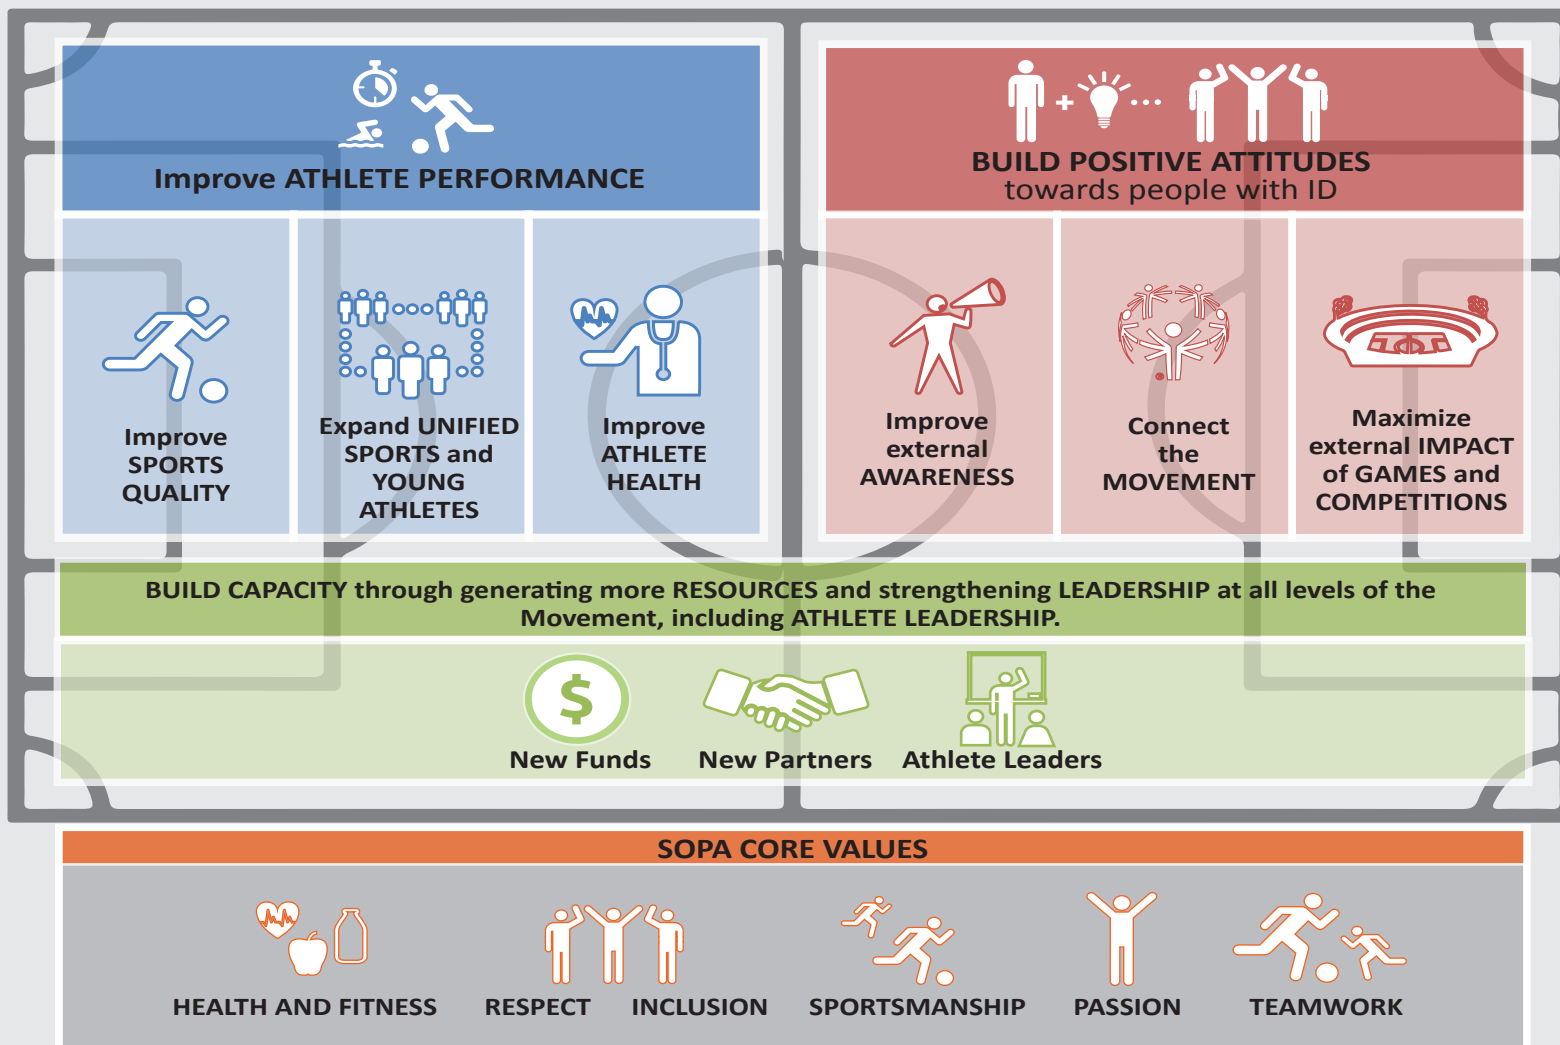 Improve ATHLETE PERFORMANCE
Improve
SPORTS
QUALITY
Expand UNIFIED
SPORTS and
YOUNG
ATHLETES
Improve
ATHLETE
HEALTH
BUILD POSITIVE ATTITUDES
towards people with ID
Improve
external
AWARENESS
Connect
the
MOVEMENT
Maximize
external IMPACT
of GAMES and
COMPETITIONS
BUILD CAPACITY through generating more RESOURCES and strengthening LEADERSHIP at all levels of the
Movement, including ATHLETE LEADERSHIP.
$
New Funds
New Partners
Athlete Leaders
SOPA CORE VALUES
HEALTH AND FITNESS
RESPECT
INCLUSION
SPORTSMANSHIP
PASSION
TEAMWORK